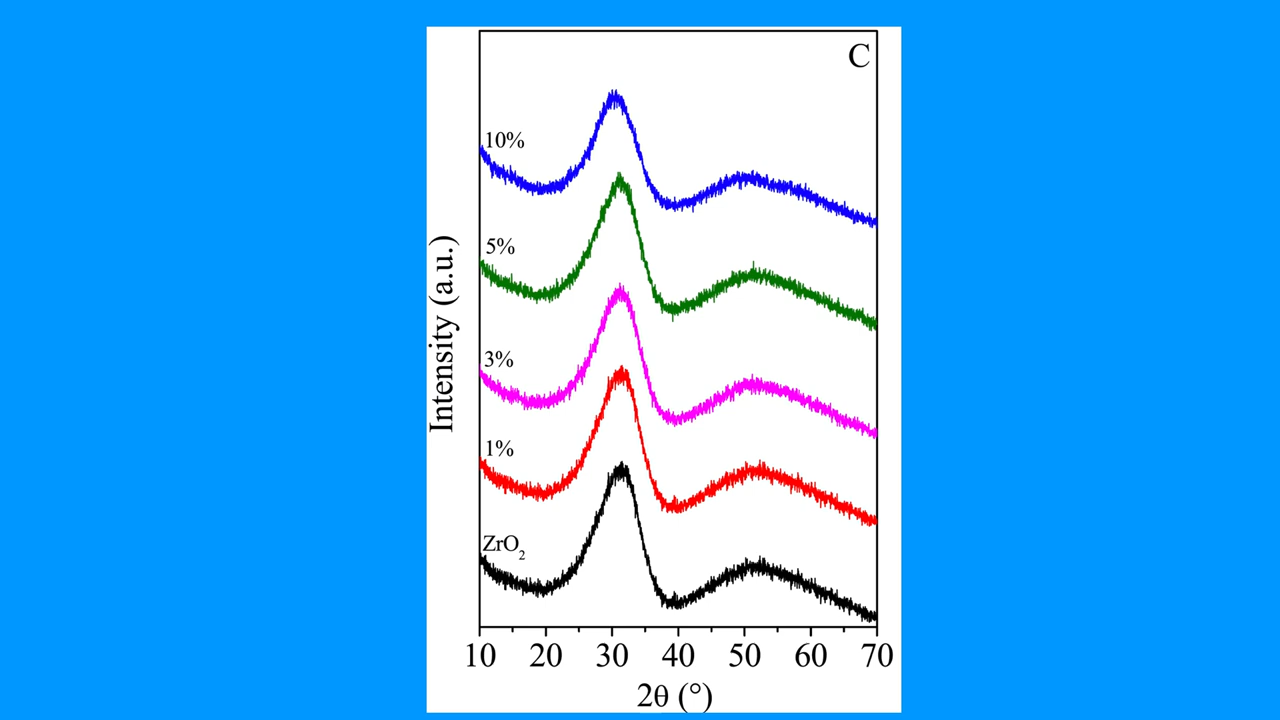 C
10%
5%
3%
1%
ZrO₂
Intensity (a.u.)
10 20 30 40 50 60 70
2θ (°)